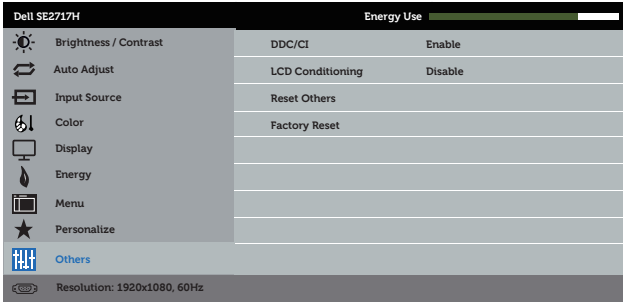 Dell SE2717H
Energy Use
Brightness / Contrast
Auto Adjust
Input Source
Color
Display
Energy
Menu
Personalize
Others
DDC/CI Enable
LCD Conditioning Disable
Reset Others
Factory Reset
Resolution: 1920x1080, 60Hz